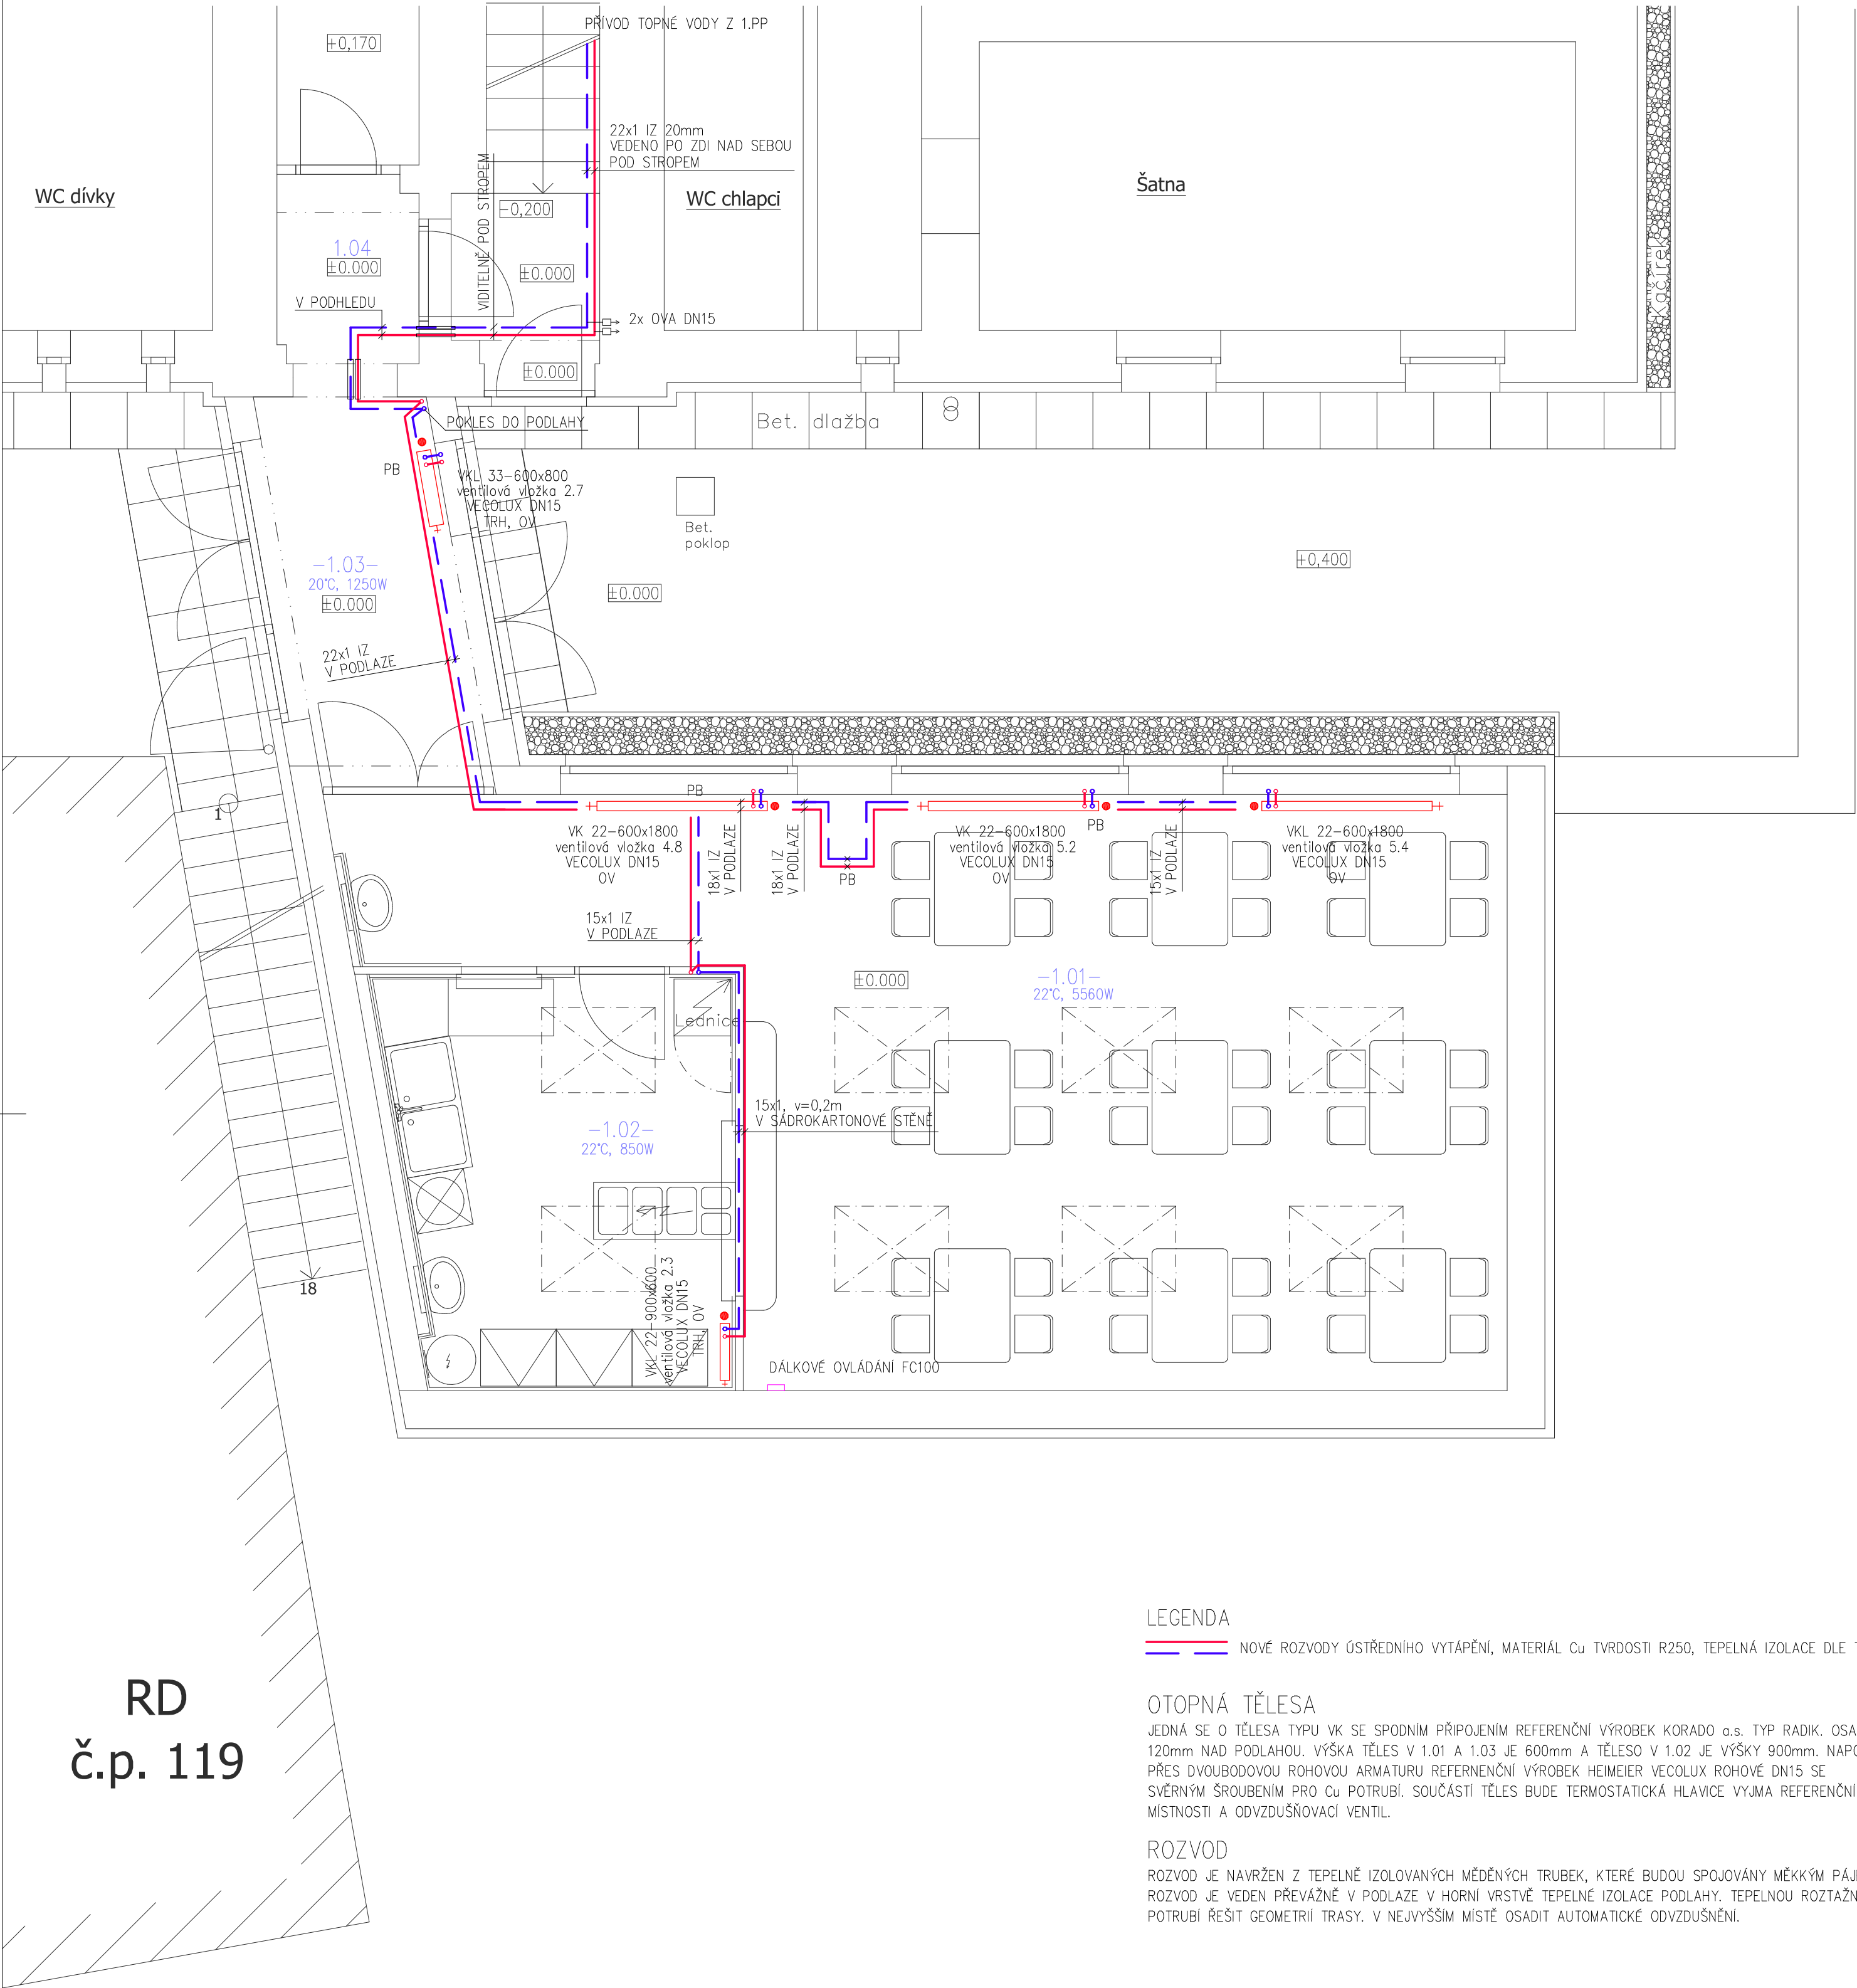 PŘÍVOD TOPNÉ VODY Z 1.PP
+0,170
22x1 IZ 20mm
VEDENO PO ZDI NAD SEBOU
POD STROPEM
WC dívky
WC chlapci
Šatna
-0,200
VIDITELNĚ POD STROPEM
1.04
±0.000
±0.000
V PODHLEDU
Kačírek
2x OVA DN15
±0.000
POKLES DO PODLAHY
Bet. dlažba
PB
VKL 33-600x800
ventilová vložka 2.7
VECOLUX DN15
TRH, OV
Bet.
poklop
+0,400
-1.03-
20°C, 1250W
±0.000
±0.000
22x1 IZ
V PODLAZE
1
PB
VK 22-600x1800
ventilová vložka 4.8
VECOLUX DN15
OV
18x1 IZ
V PODLAZE
18x1 IZ
V PODLAZE
PB
VK 22-600x1800
ventilová vložka 5.2
VECOLUX DN15
OV
PB
15x1 IZ
V PODLAZE
VKL 22-600x1800
ventilová vložka 5.4
VECOLUX DN15
OV
15x1 IZ
V PODLAZE
±0.000
-1.01-
22°C, 5560W
Lednice
15x1, v=0,2m
V SÁDROKARTONOVÉ STĚNĚ
-1.02-
22°C, 850W
18
VKL 22-900x600
ventilová vložka 2.3
VECOLUX DN15
TRH, OV
DÁLKOVÉ OVLÁDÁNÍ FC100
RD
č.p. 119
LEGENDA
NOVÉ ROZVODY ÚSTŘEDNÍHO VYTÁPĚNÍ, MATERIÁL Cu TVRDOSTI R250, TEPELNÁ IZOLACE DLE
OTOPNÁ TĚLESA
JEDNÁ SE O TĚLESA TYPU VK SE SPODNÍM PŘIPOJENÍM REFERENČNÍ VÝROBEK KORADO a.s. TYP RADIK. OSA
120mm NAD PODLAHOU. VÝŠKA TĚLES V 1.01 A 1.03 JE 600mm A TĚLESO V 1.02 JE VÝŠKY 900mm. NAPO
PŘES DVOUBODOVOU ROHOVOU ARMATURU REFERNENČNÍ VÝROBEK HEIMEIER VECOLUX ROHOVÉ DN15 SE
SVĚRNÝM ŠROUBENÍM PRO Cu POTRUBÍ. SOUČÁSTÍ TĚLES BUDE TERMOSTATICKÁ HLAVICE VYJMA REFERENČNÍ
MÍSTNOSTI A ODVZDUŠŇOVACÍ VENTIL.
ROZVOD
ROZVOD JE NAVRŽEN Z TEPELNĚ IZOLOVANÝCH MĚDĚNÝCH TRUBEK, KTERÉ BUDOU SPOJOVÁNY MĚKKÝM PÁJ
ROZVOD JE VEDEN PŘEVÁŽNĚ V PODLAZE V HORNÍ VRSTVĚ TEPELNÉ IZOLACE PODLAHY. TEPELNOU ROZTAŽN
POTRUBÍ ŘEŠIT GEOMETRIÍ TRASY. V NEJVYŠŠÍM MÍSTĚ OSADIT AUTOMATICKÉ ODVZDUŠNĚNÍ.